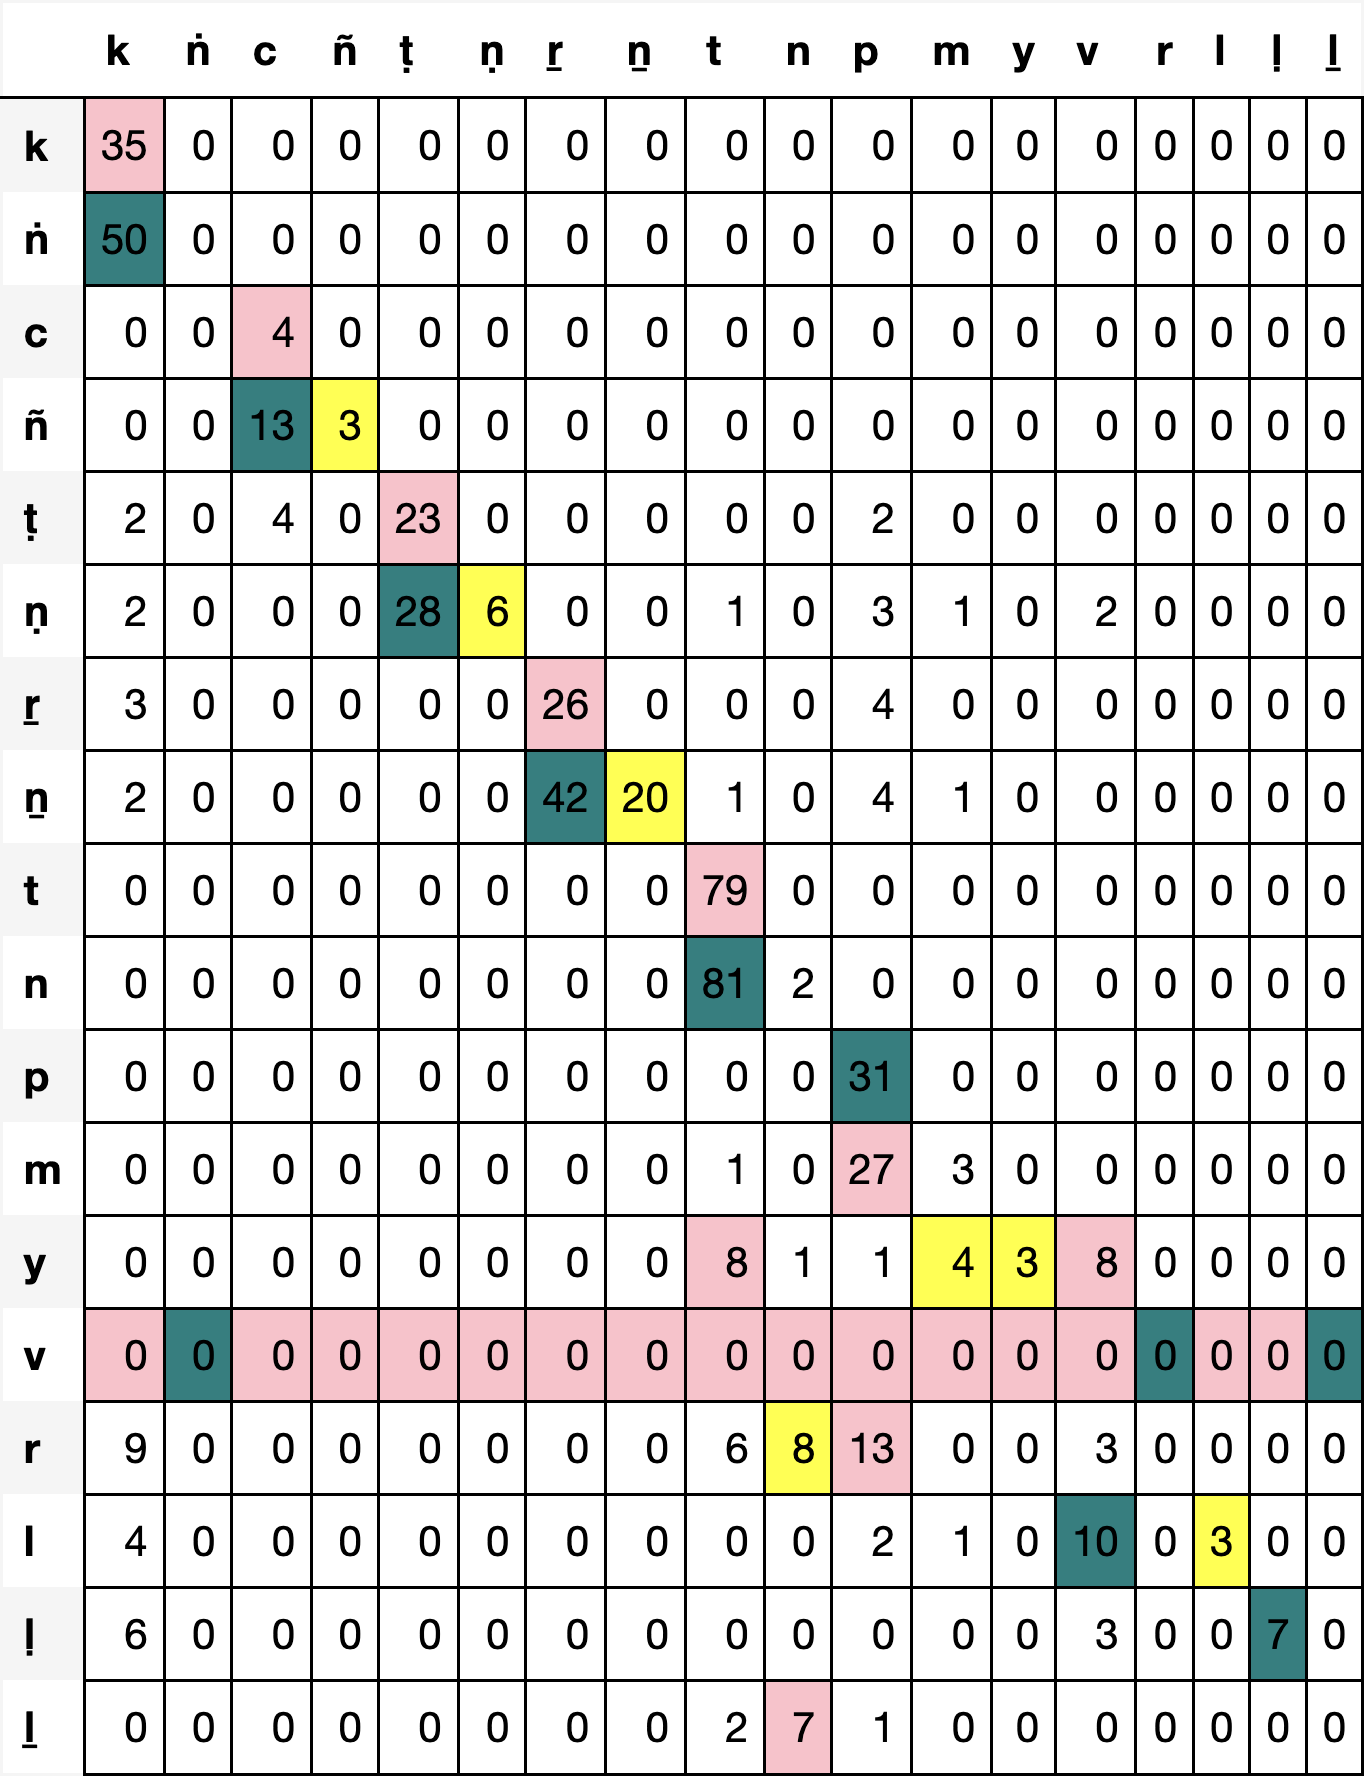 k ṅ c ñ ṭ ṇ ṟ ṉ t n p m y v r l ḷ ḻ
k 35 0 0 0 0 0 0 0 0 0 0 0 0 0 0 0 0 0
ṅ 50 0 0 0 0 0 0 0 0 0 0 0 0 0 0 0 0 0
c 0 0 4 0 0 0 0 0 0 0 0 0 0 0 0 0 0 0
ñ 0 0 13 3 0 0 0 0 0 0 0 0 0 0 0 0 0 0
ṭ 2 0 4 0 23 0 0 0 0 0 2 0 0 0 0 0 0 0
ṇ 2 0 0 0 28 6 0 0 1 0 3 1 0 2 0 0 0 0
ṟ 3 0 0 0 0 0 26 0 0 0 4 0 0 0 0 0 0 0
ṉ 2 0 0 0 0 0 42 20 1 0 4 1 0 0 0 0 0 0
t 0 0 0 0 0 0 0 0 79 0 0 0 0 0 0 0 0 0
n 0 0 0 0 0 0 0 0 81 2 0 0 0 0 0 0 0 0
p 0 0 0 0 0 0 0 0 0 0 31 0 0 0 0 0 0 0
m 0 0 0 0 0 0 0 0 1 0 27 3 0 0 0 0 0 0
y 0 0 0 0 0 0 0 0 8 1 1 4 3 8 0 0 0 0
v 0 0 0 0 0 0 0 0 0 0 0 0 0 0 0 0 0 0
r 9 0 0 0 0 0 0 0 6 8 13 0 0 3 0 0 0 0
l 4 0 0 0 0 0 0 0 0 0 2 1 0 10 0 3 0 0
ḷ 6 0 0 0 0 0 0 0 0 0 0 0 0 3 0 0 7 0
ḻ 0 0 0 0 0 0 0 0 2 7 1 0 0 0 0 0 0 0